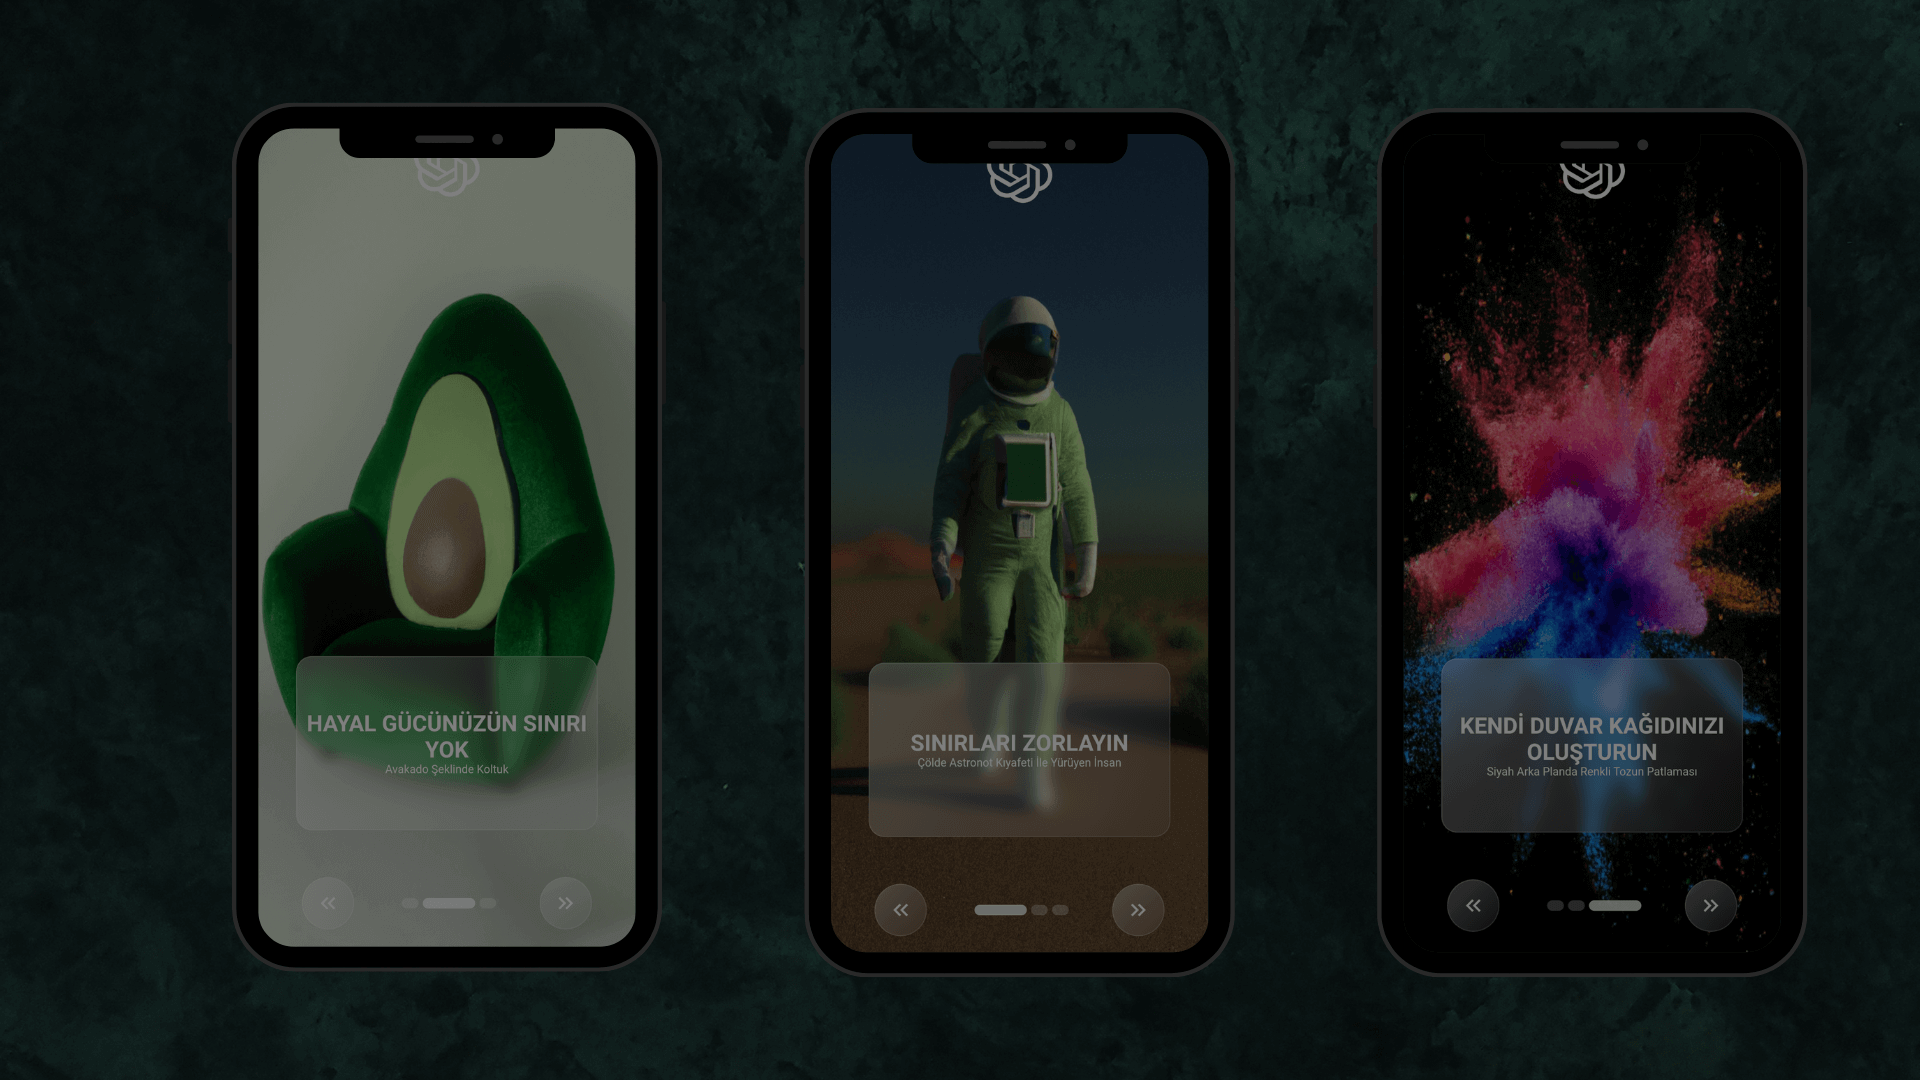 HAYAL GÜCÜNÜZÜN SINIRI
YOK
Avakado Şeklinde Koltuk
SINIRLARI ZORLAYIN
Çölde Astronot Kıyafeti İle Yürüyen İnsan
KENDİ DUVAR KAĞIDINIZI
OLUŞTURUN
Siyah Arka Planda Renkli Tozun Patlaması